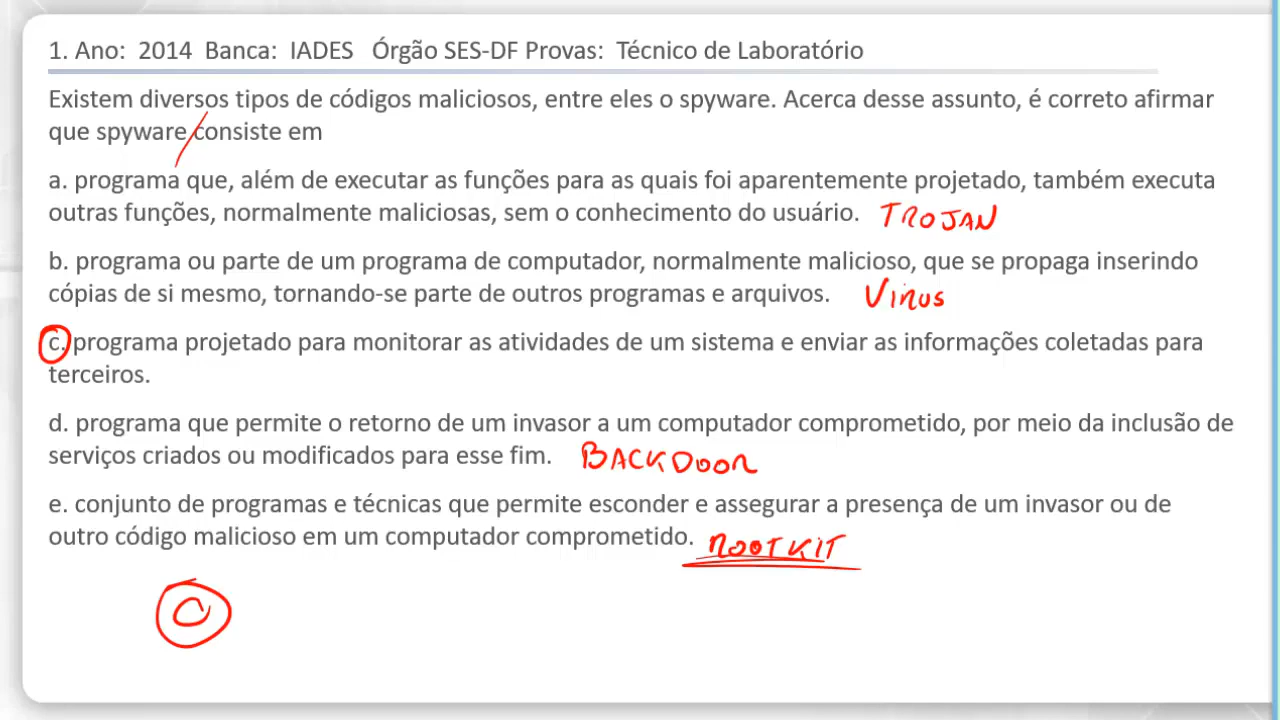 1. Ano: 2014 Banca: IADES Órgão SES-DF Provas: Técnico de Laboratório
Existem diversos tipos de códigos maliciosos, entre eles o spyware. Acerca desse assunto, é correto afirmar
que spyware consiste em
a. programa que, além de executar as funções para as quais foi aparentemente projetado, também executa
outras funções, normalmente maliciosas, sem o conhecimento do usuário. TROJAN
b. programa ou parte de um programa de computador, normalmente malicioso, que se propaga inserindo
cópias de si mesmo, tornando-se parte de outros programas e arquivos. VíRUS
c. programa projetado para monitorar as atividades de um sistema e enviar as informações coletadas para
terceiros.
d. programa que permite o retorno de um invasor a um computador comprometido, por meio da inclusão de
serviços criados ou modificados para esse fim. BACKDOOR
e. conjunto de programas e técnicas que permite esconder e assegurar a presença de um invasor ou de
outro código malicioso em um computador comprometido. ROOTKIT
C